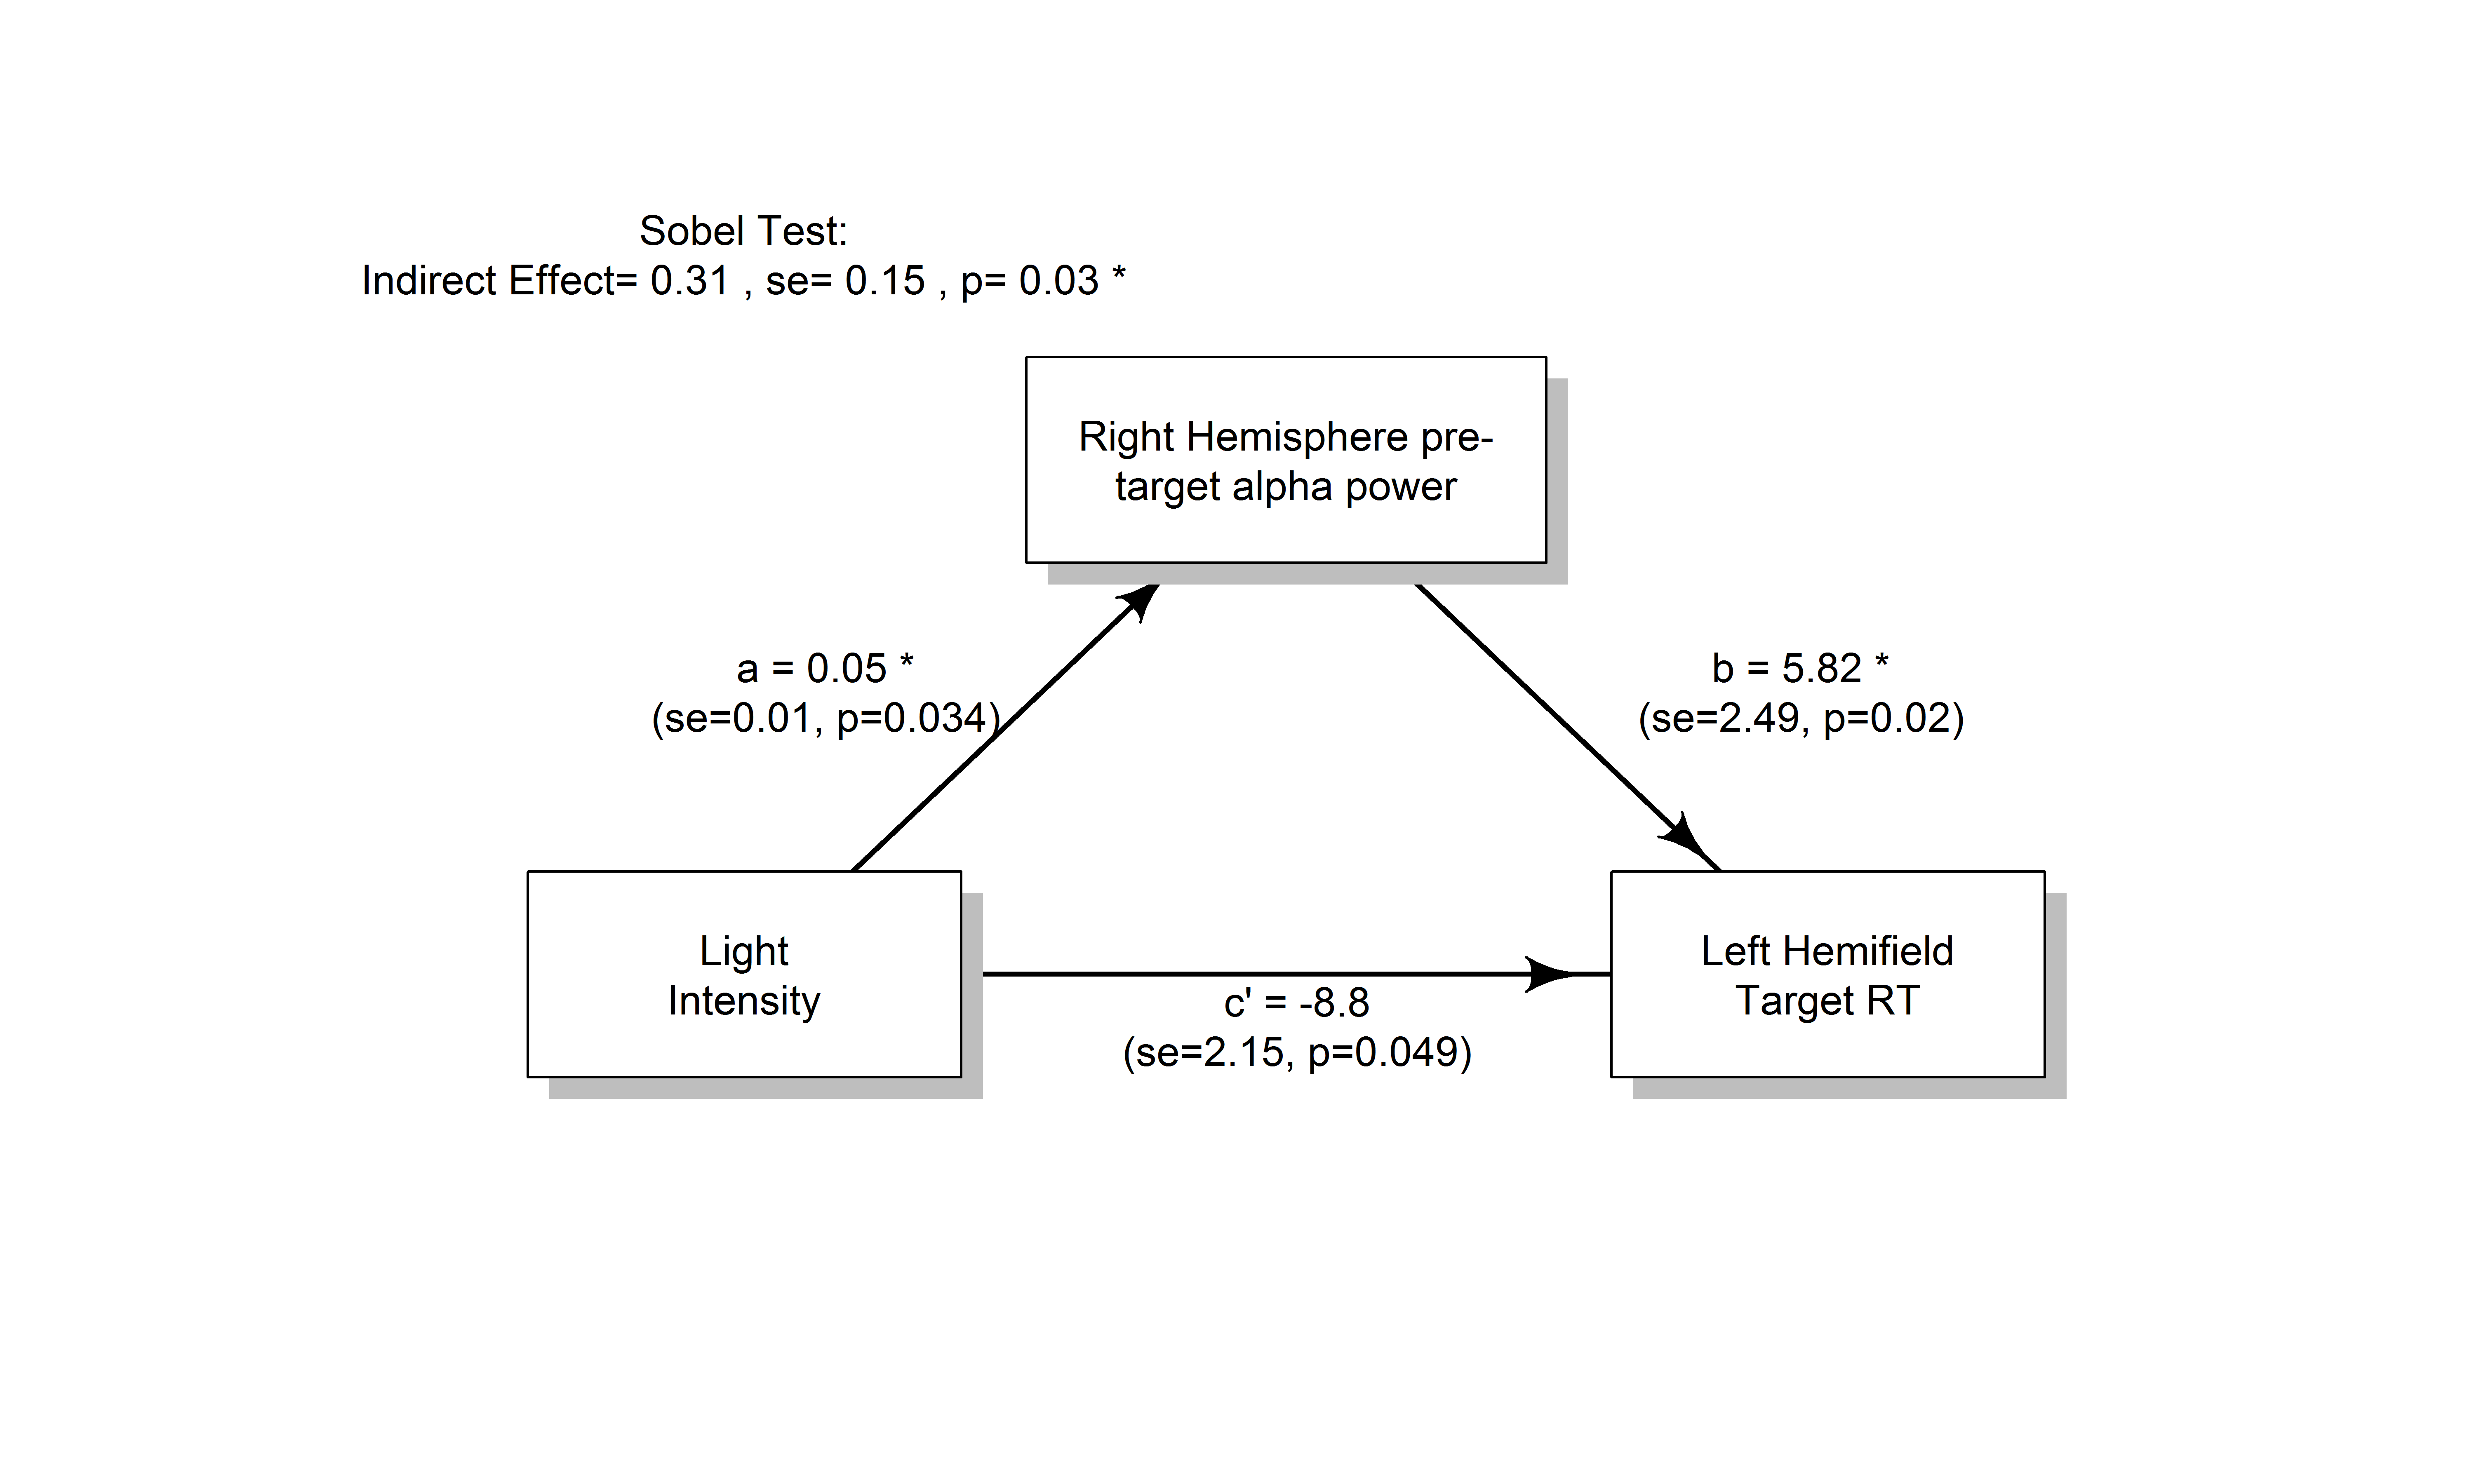 Sobel Test:
Indirect Effect= 0.31 , se= 0.15 , p= 0.03 *
Right Hemisphere pre-
target alpha power
a = 0.05 *
(se=0.01, p=0.034)
b = 5.82 *
(se=2.49, p=0.02)
Light
Intensity
c' = -8.8
(se=2.15, p=0.049)
Left Hemifield
Target RT